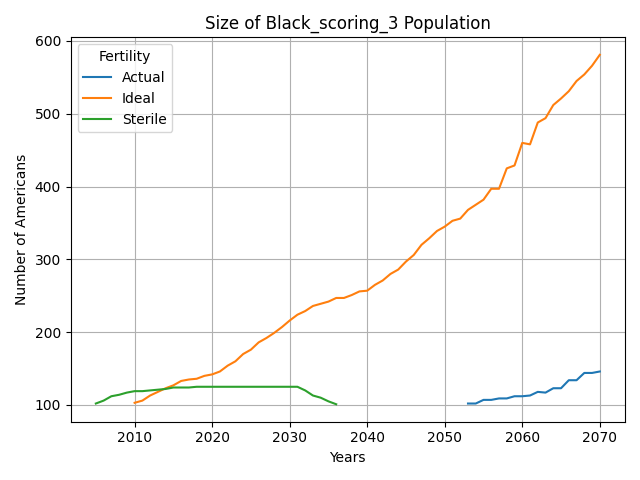 Size of Black_scoring_3 Population
Fertility
Actual
Ideal
Sterile
Number of Americans
600
500
400
300
200
100
2010 2020 2030 2040 2050 2060 2070
Years